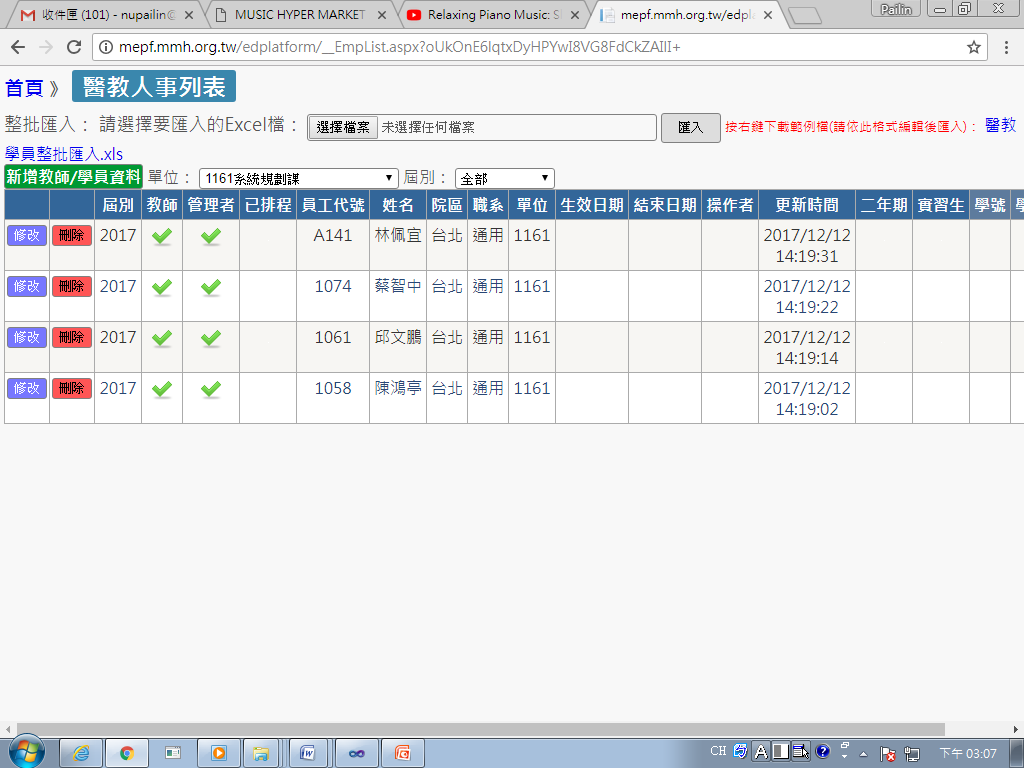 收件匣 (101) - nupailin@
MUSIC HYPER MARKET
Relaxing Piano Music: S
mepf.mmh.org.tw/edpl
Pailin
mepf.mmh.org.tw/edplatform/__EmpList.aspx?oUkOnE6IqtxDyHPYwI8VG8FdCkZAIlI+
首頁 》 醫教人事列表
整批匯入： 請選擇要匯入的Excel檔： 選擇檔案 未選擇任何檔案 匯入 按右鍵下載範例檔(請依此格式編輯後匯入)： 醫教
學員整批匯入.xls
新增教師/學員資料 單位： 1161系統規劃課 屆別： 全部
屆別 教師 管理者 已排程 員工代號 姓名 院區 職系 單位 生效日期 結束日期 操作者 更新時間 二年期 實習生 學號
修改 刪除 2017 A141 林佩宜 台北 通用 1161 2017/12/12
14:19:31
修改 刪除 2017 1074 蔡智中 台北 通用 1161 2017/12/12
14:19:22
修改 刪除 2017 1061 邱文鵬 台北 通用 1161 2017/12/12
14:19:14
修改 刪除 2017 1058 陳鴻亭 台北 通用 1161 2017/12/12
14:19:02
CH
下午 03:07